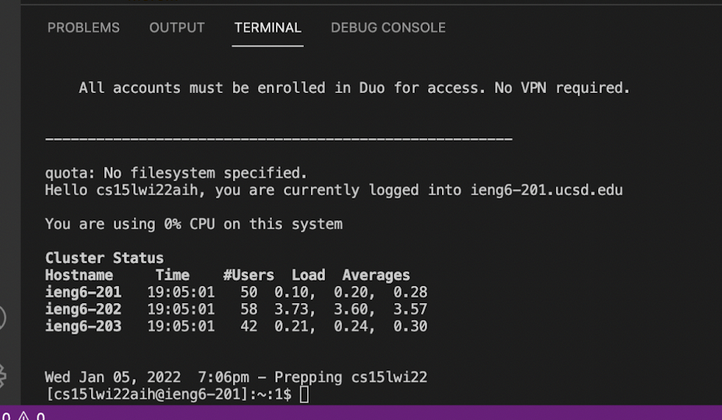 PROBLEMS OUTPUT TERMINAL DEBUG CONSOLE
All accounts must be enrolled in Duo for access. No VPN required.
quota: No filesystem specified.
Hello cs15lwi22aih, you are currently logged into ieng6-201.ucsd.edu
You are using 0% CPU on this system
Cluster Status
Hostname Time #Users Load Averages
ieng6-201 19:05:01 50 0.10, 0.20, 0.28
ieng6-202 19:05:01 58 3.73, 3.60, 3.57
ieng6-203 19:05:01 42 0.21, 0.24, 0.30
Wed Jan 05, 2022 7:06pm - Prepping cs15lwi22
[cs15lwi22aih@ieng6-201]:~:1$
0 0